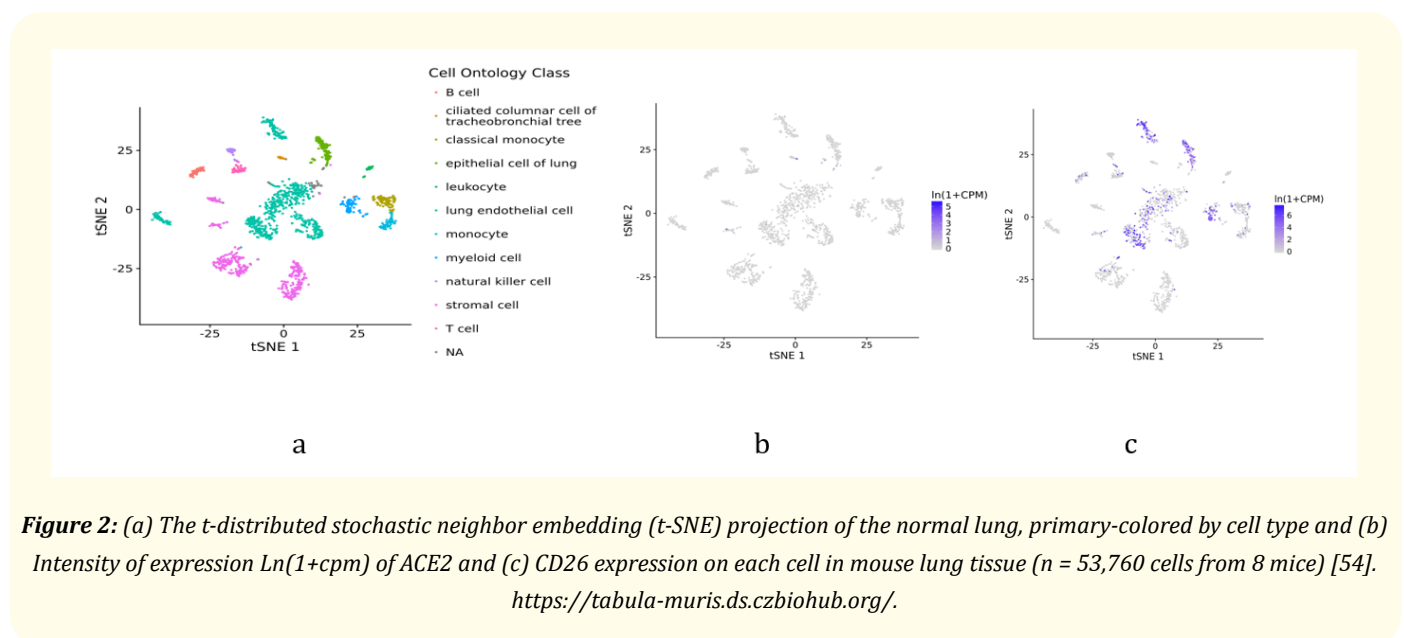 Cell Ontology Class
B cell
ciliated columnar cell of
tracheobronchial tree
classical monocyte
epithelial cell of lung
leukocyte
lung endothelial cell
monocyte
myeloid cell
natural killer cell
stromal cell
T cell
NA
25
0
-25
tSNE 2
-25
0
25
tSNE 1
25
0
-25
tSNE 2
-25
0
25
tSNE 1
ln(1+CPM)
5
4
3
2
1
0
25
0
-25
tSNE 2
-25
0
25
tSNE 1
ln(1+CPM)
6
4
2
0
a
b
c
Figure 2: (a) The t-distributed stochastic neighbor embedding (t-SNE) projection of the normal lung, primary-colored by cell type and (b)
Intensity of expression Ln(1+cpm) of ACE2 and (c) CD26 expression on each cell in mouse lung tissue (n = 53,760 cells from 8 mice) [54].
https://tabula-muris.ds.czbiohub.org/.